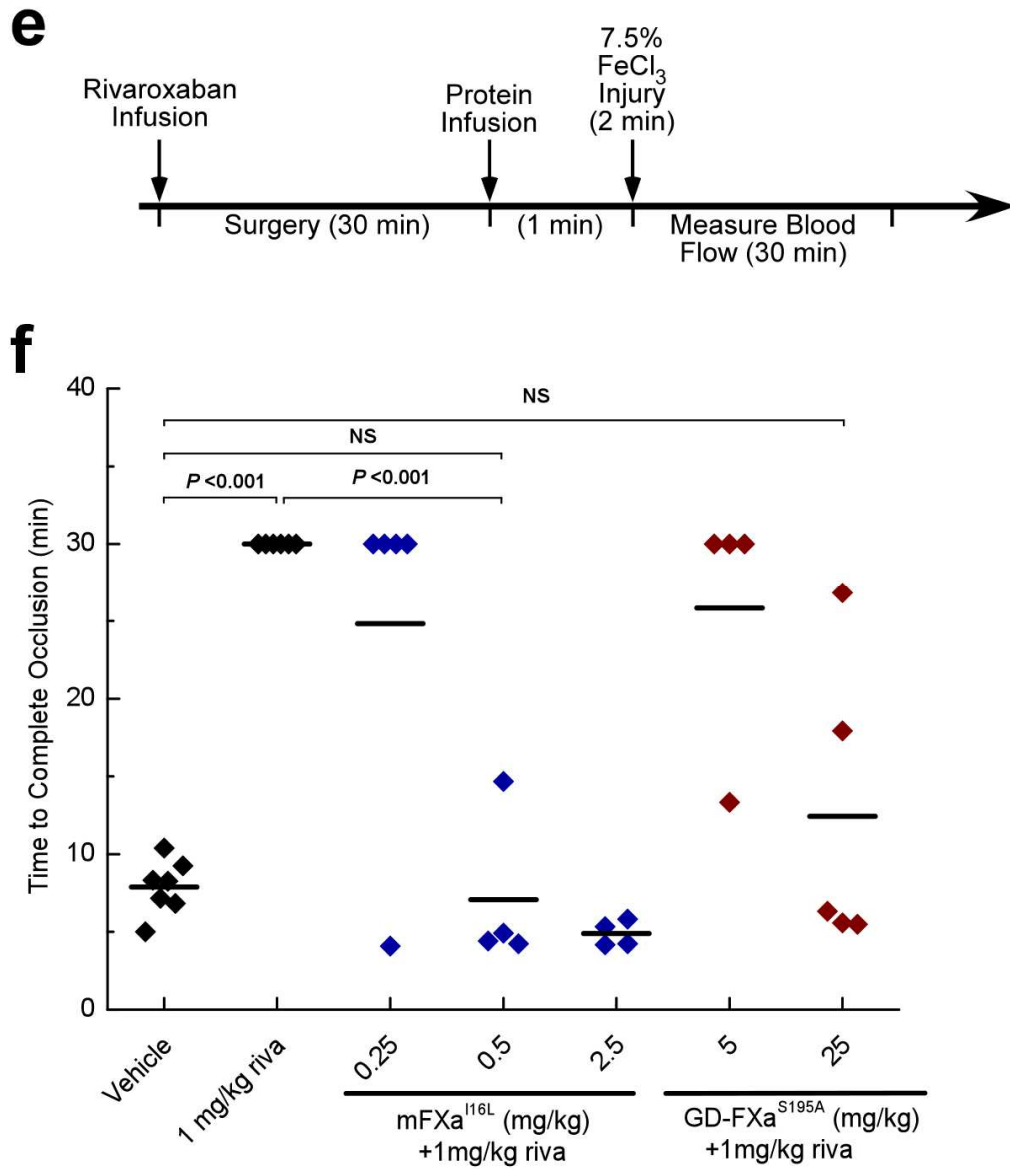 e
Rivaroxaban
Infusion
Protein
Infusion
7.5%
FeCl3
Injury
(2 min)
Surgery (30 min)
(1 min)
Measure Blood
Flow (30 min)
f
Time to Complete Occlusion (min)
40
30
20
10
0
NS
NS
P <0.001
P <0.001
Vehicle
1 mg/kg riva
0.25
0.5
2.5
5
25
mFXaI16L (mg/kg)
+1mg/kg riva
GD-FXaS195A (mg/kg)
+1mg/kg riva